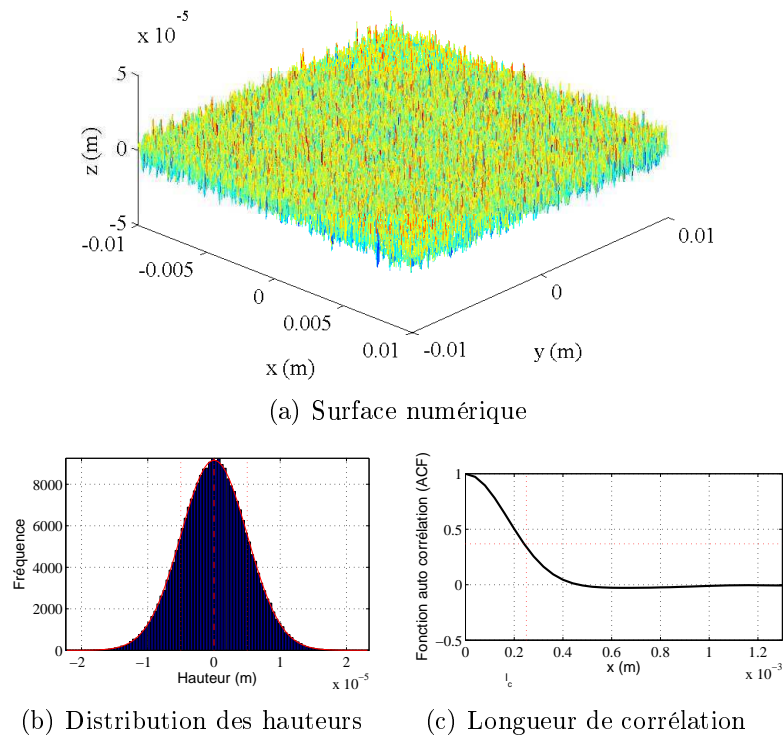 x 10⁻⁵
5
0
-5
z (m)
-0.01
-0.005
0
0.005
0.01
x (m)
-0.01
0
0.01
y (m)
(a) Surface numérique
8000
6000
4000
2000
0
Fréquence
−2 −1 0 1 2
Hauteur (m)
x 10⁻⁵
(b) Distribution des hauteurs
1
0.5
0
−0.5
Fonction auto corrélation (ACF)
0 0.2 0.4 0.6 0.8 1 1.2
l_c
x (m)
x 10⁻³
(c) Longueur de corrélation